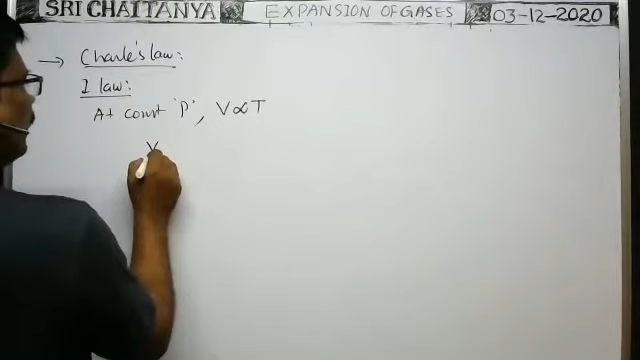 SRI CHAITANYA EXPANSION OF GASES 03-12-2020
→ Charle's law:
I law:
At const 'P', V∝T
V